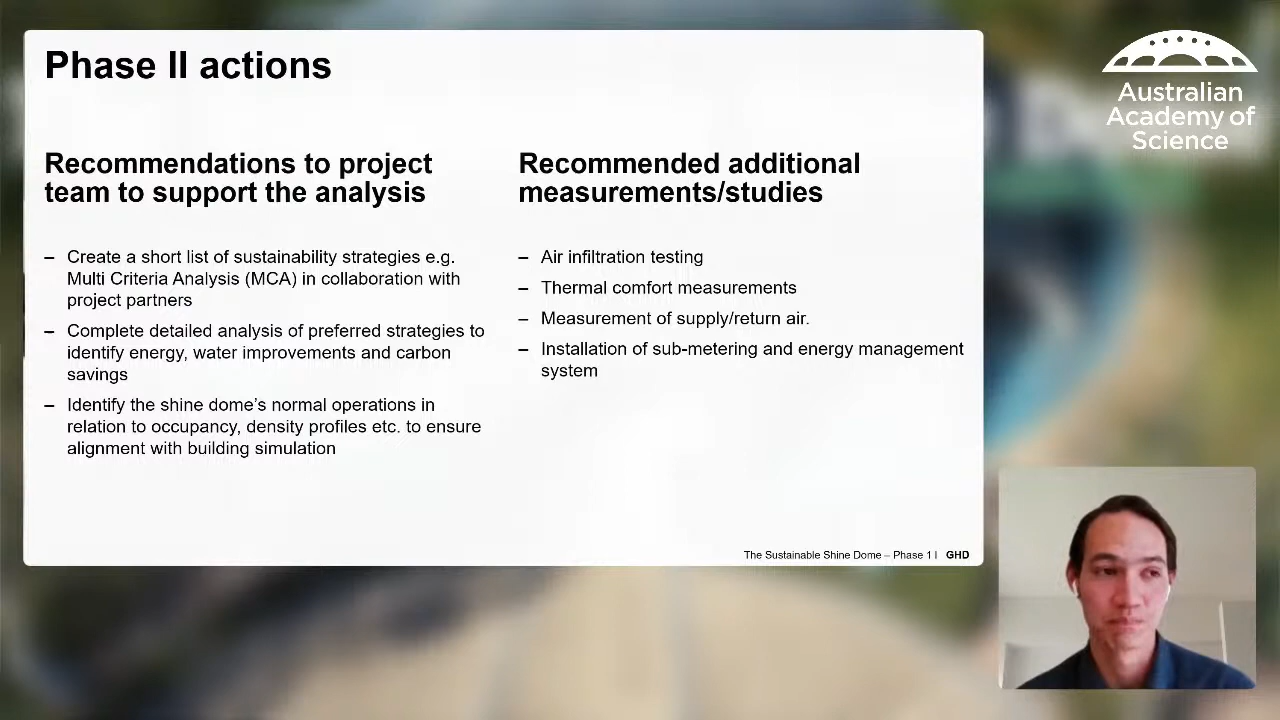 Phase II actions
Recommendations to project
team to support the analysis
– Create a short list of sustainability strategies e.g.
Multi Criteria Analysis (MCA) in collaboration with
project partners
– Complete detailed analysis of preferred strategies to
identify energy, water improvements and carbon
savings
– Identify the shine dome's normal operations in
relation to occupancy, density profiles etc. to ensure
alignment with building simulation
Recommended additional
measurements/studies
– Air infiltration testing
– Thermal comfort measurements
– Measurement of supply/return air.
– Installation of sub-metering and energy management
system
The Sustainable Shine Dome – Phase 1 I GHD
Australian
Academy of
Science